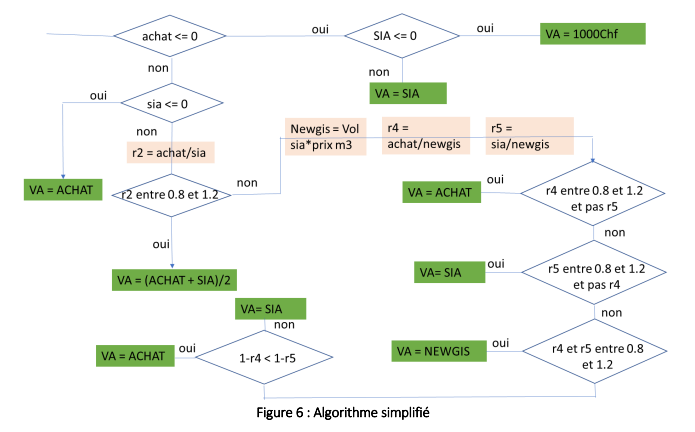 achat <= 0
oui
SIA <= 0
oui
VA = 1000Chf
non
non
VA = SIA
oui
sia <= 0
non
r2 = achat/sia
Newgis = Vol
sia*prix m3
r4 =
achat/newgis
r5 =
sia/newgis
VA = ACHAT
r2 entre 0.8 et 1.2
non
oui
VA = (ACHAT + SIA)/2
VA = ACHAT
oui
r4 entre 0.8 et 1.2
et pas r5
non
VA= SIA
oui
r5 entre 0.8 et 1.2
et pas r4
non
VA = NEWGIS
oui
r4 et r5 entre 0.8
et 1.2
VA= SIA
non
VA = ACHAT
oui
1-r4 < 1-r5
Figure 6 : Algorithme simplifié